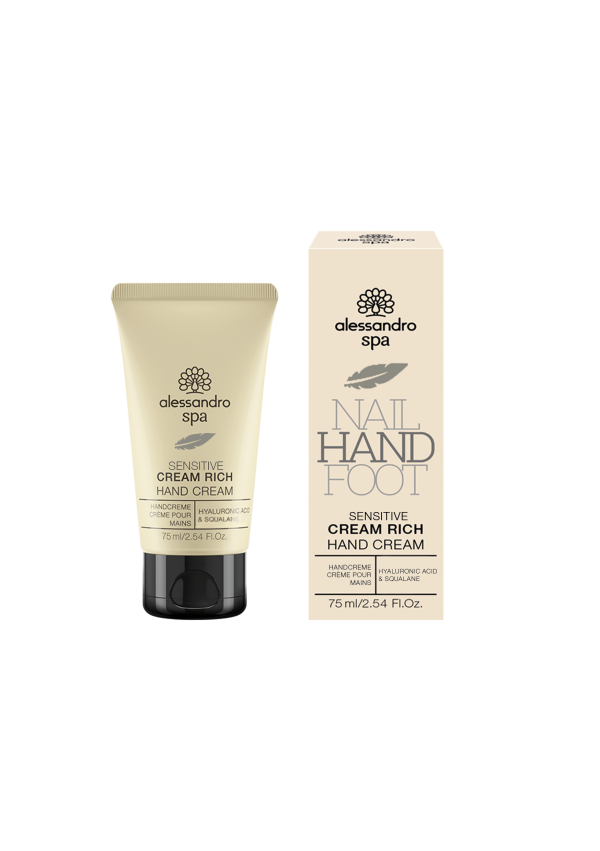 alessandro
spa
SENSITIVE
CREAM RICH
HAND CREAM
HANDCREME
CRÈME POUR
MAINS
HYALURONIC ACID
& SQUALANE
75 ml/2.54 Fl.Oz.
alessandro
spa
alessandro
spa
NAIL
HAND
FOOT
SENSITIVE
CREAM RICH
HAND CREAM
HANDCREME
CRÈME POUR
MAINS
HYALURONIC ACID
& SQUALANE
75 ml/2.54 Fl.Oz.